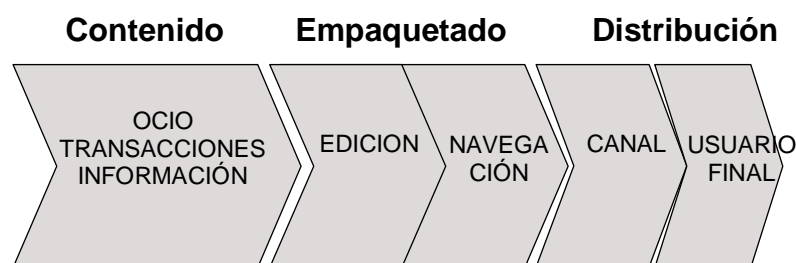 Contenido
Empaquetado
Distribución
OCIO
TRANSACCIONES
INFORMACIÓN
EDICION
NAVEGA
CIÓN
CANAL
USUARIO
FINAL